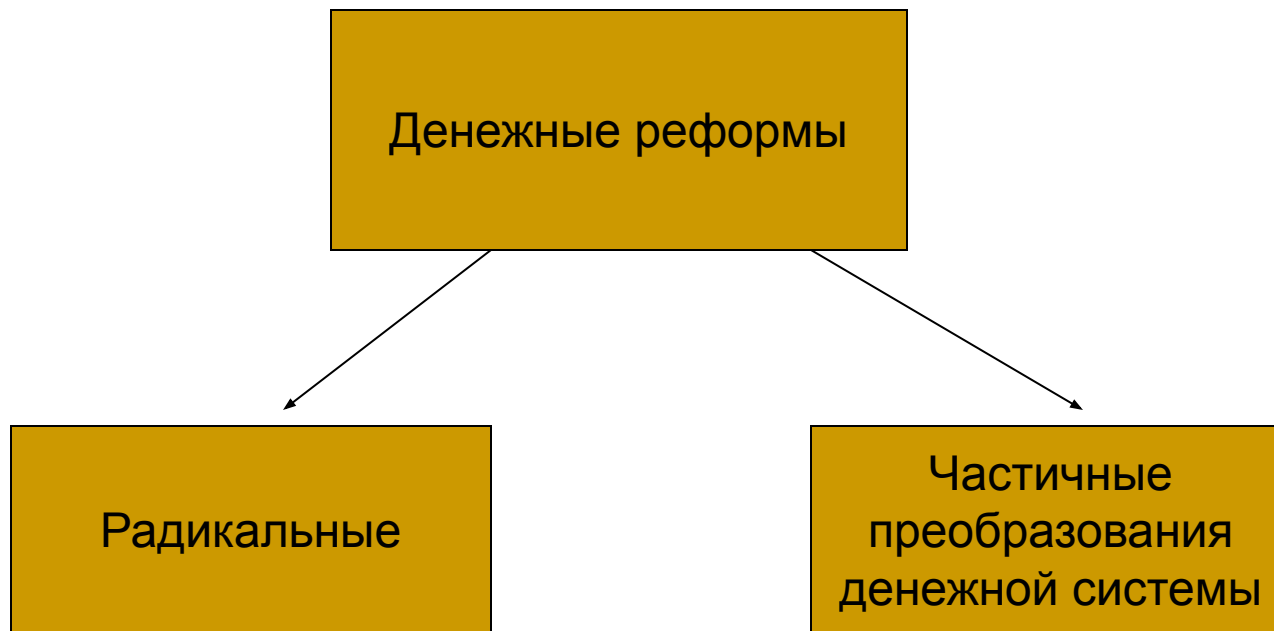 Денежные реформы
Радикальные
Частичные
преобразования
денежной системы